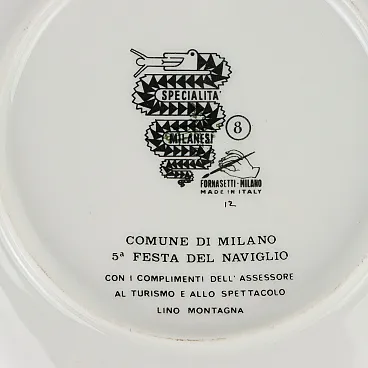 SPECIALITA'
MILANESI
8
FORNASETTI-MILANO
MADE IN ITALY
12
COMUNE DI MILANO
5ª FESTA DEL NAVIGLIO
CON I COMPLIMENTI DELL'ASSESSORE
AL TURISMO E ALLO SPETTACOLO
LINO MONTAGNA